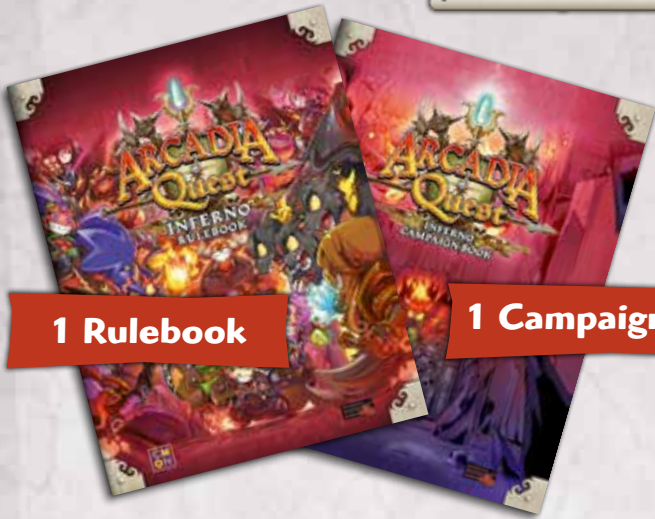 ARCADIA
Quest
INFERNO
RULEBOOK
ARCADIA
Quest
INFERNO
CAMPAIGN BOOK
1 Rulebook
1 Campaign